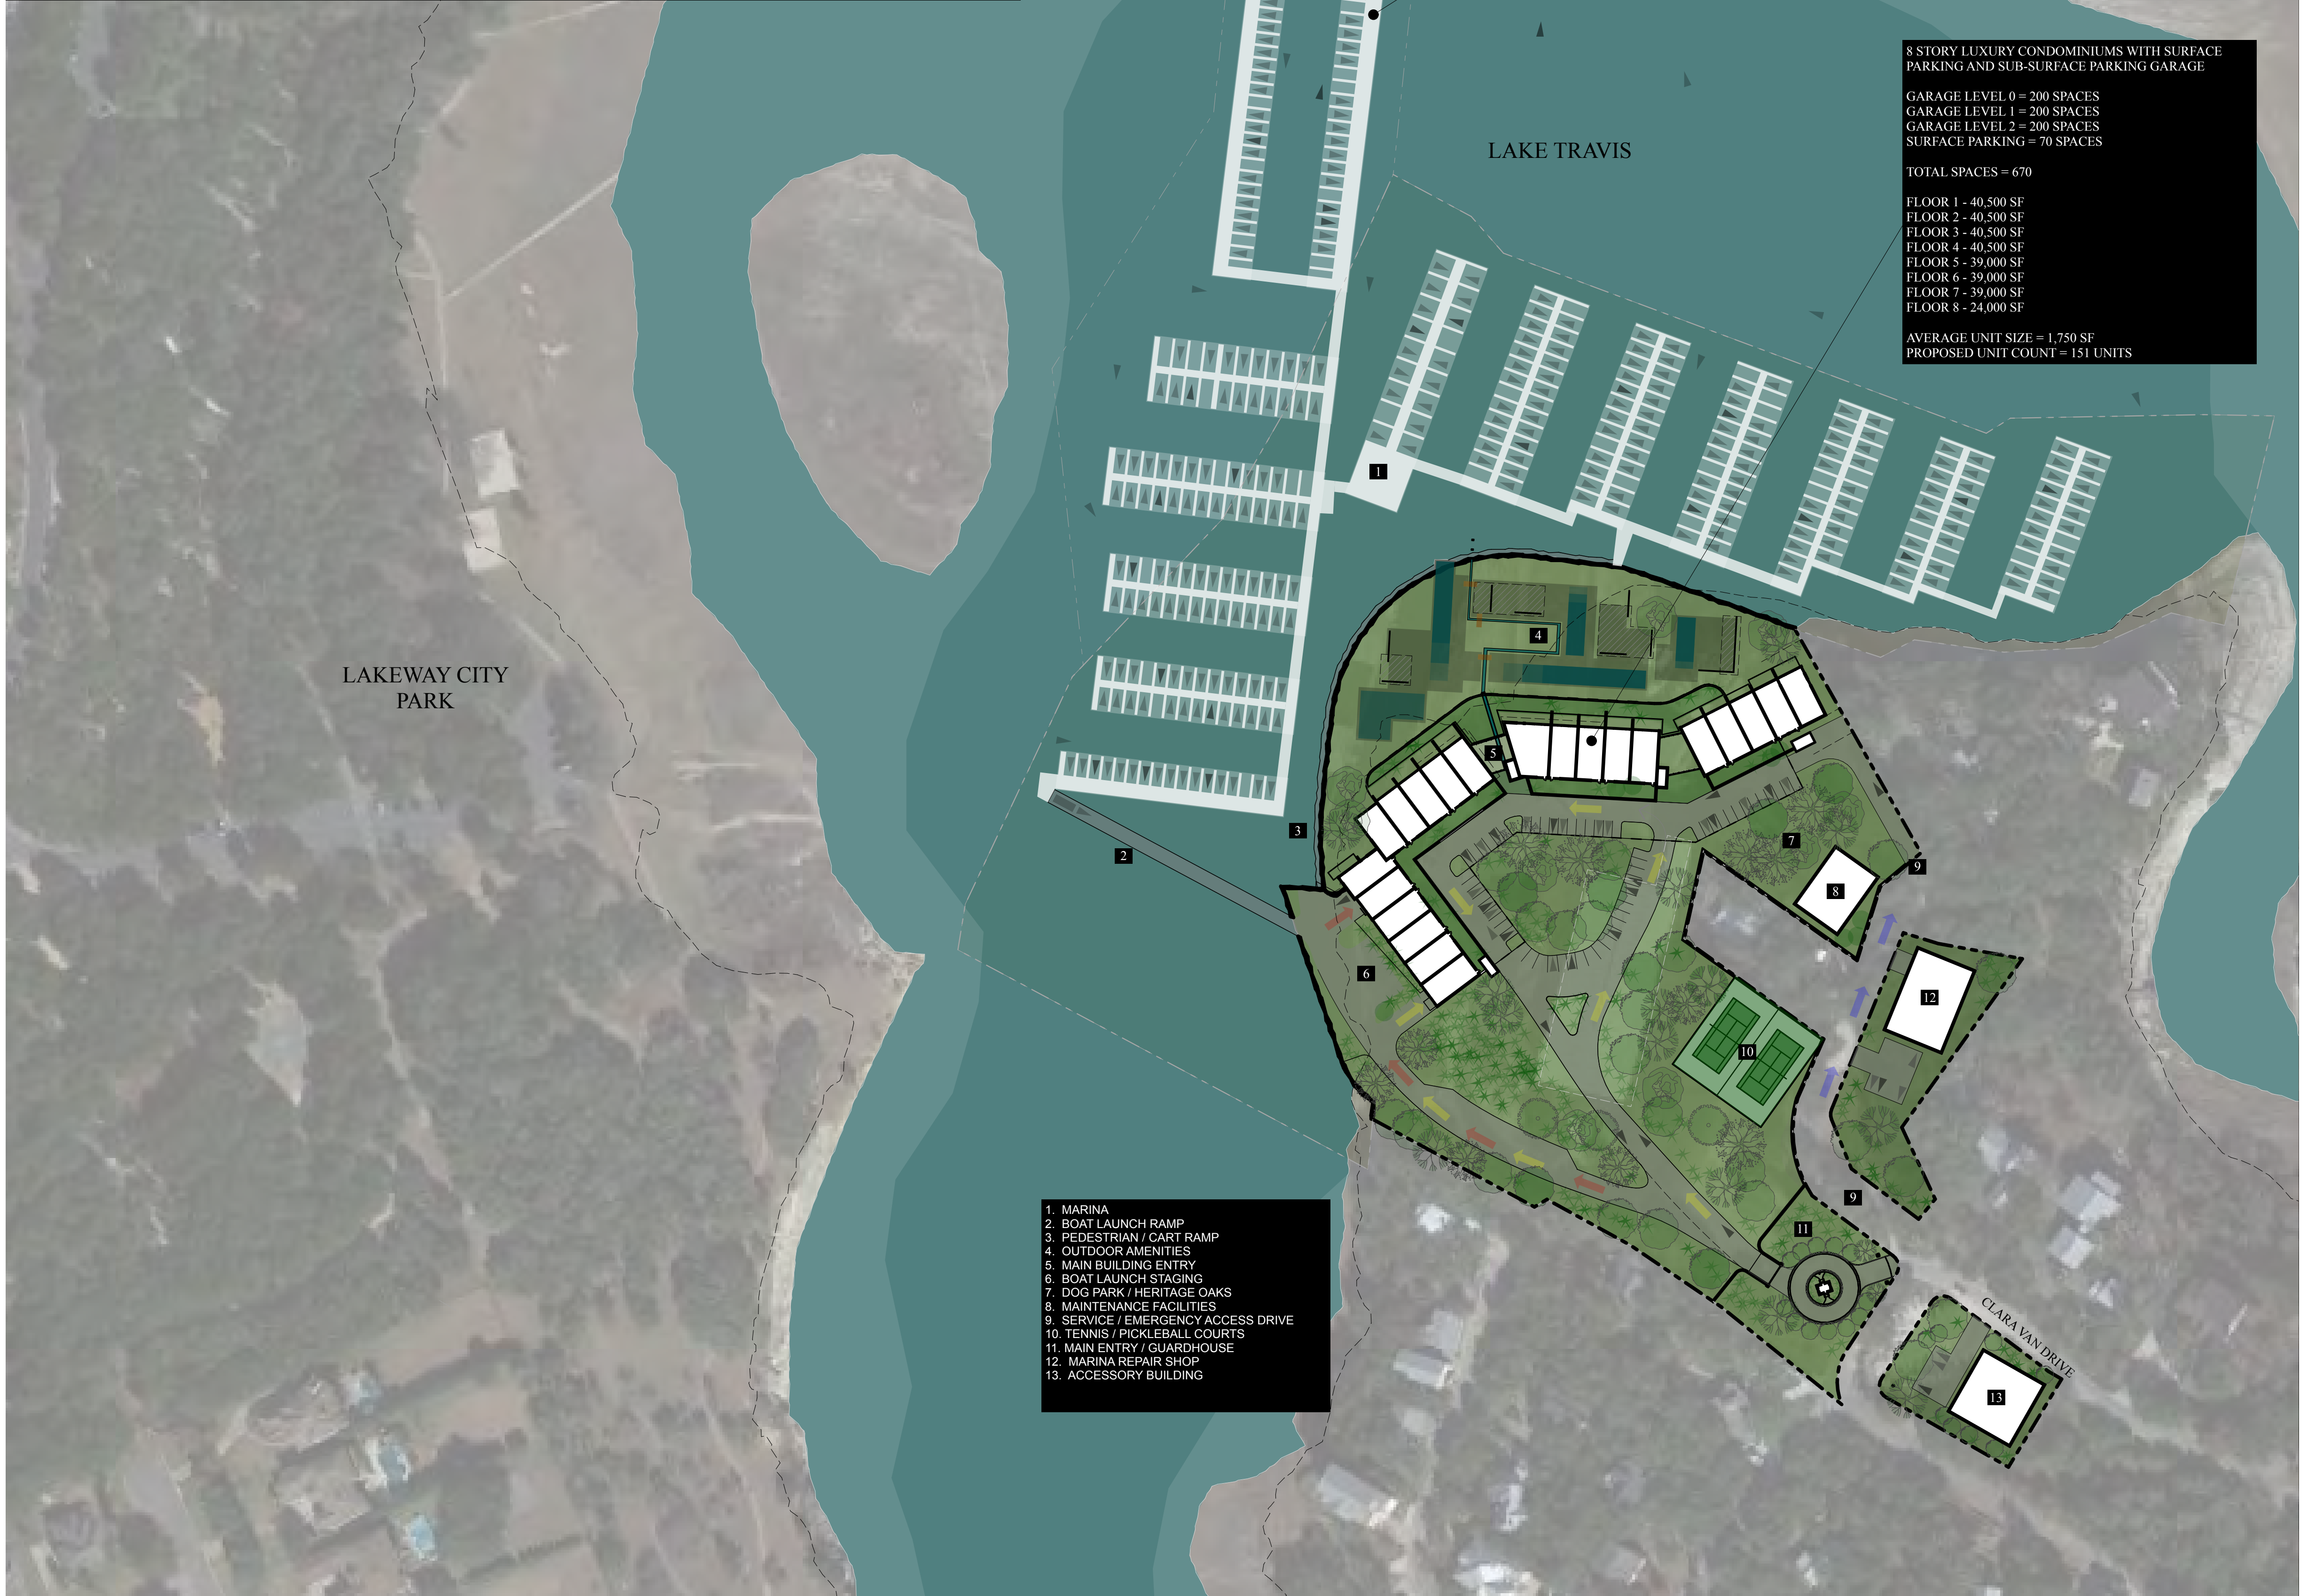 8 STORY LUXURY CONDOMINIUMS WITH SURFACE
PARKING AND SUB-SURFACE PARKING GARAGE
GARAGE LEVEL 0 = 200 SPACES
GARAGE LEVEL 1 = 200 SPACES
GARAGE LEVEL 2 = 200 SPACES
SURFACE PARKING = 70 SPACES
TOTAL SPACES = 670
FLOOR 1 - 40,500 SF
FLOOR 2 - 40,500 SF
FLOOR 3 - 40,500 SF
FLOOR 4 - 40,500 SF
FLOOR 5 - 39,000 SF
FLOOR 6 - 39,000 SF
FLOOR 7 - 39,000 SF
FLOOR 8 - 24,000 SF
AVERAGE UNIT SIZE = 1,750 SF
PROPOSED UNIT COUNT = 151 UNITS
LAKE TRAVIS
1
4
LAKEWAY CITY
PARK
5
3
7
2
9
8
6
12
10
9
11
CLARA VAN DRIVE
13
1. MARINA
2. BOAT LAUNCH RAMP
3. PEDESTRIAN / CART RAMP
4. OUTDOOR AMENITIES
5. MAIN BUILDING ENTRY
6. BOAT LAUNCH STAGING
7. DOG PARK / HERITAGE OAKS
8. MAINTENANCE FACILITIES
9. SERVICE / EMERGENCY ACCESS DRIVE
10. TENNIS / PICKLEBALL COURTS
11. MAIN ENTRY / GUARDHOUSE
12. MARINA REPAIR SHOP
13. ACCESSORY BUILDING